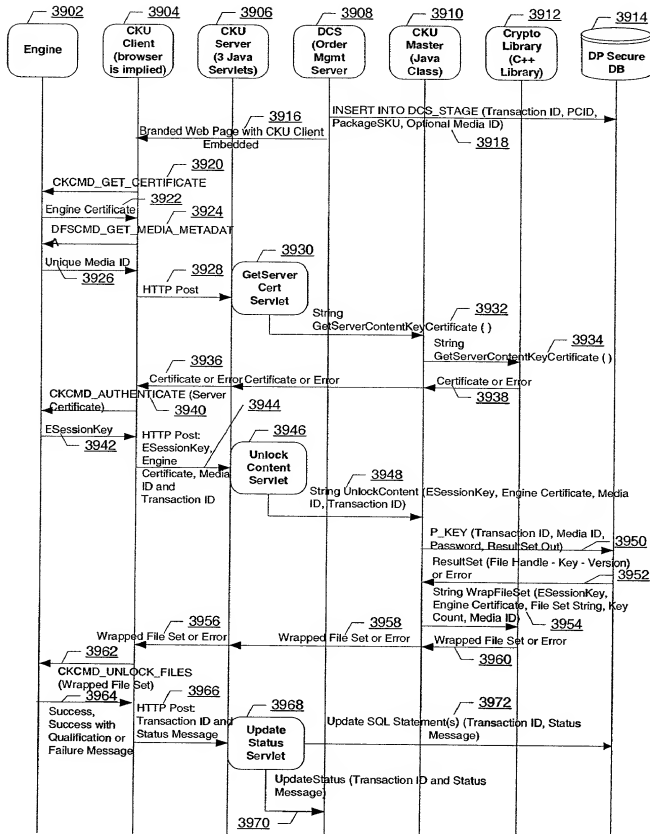 3902
3904
3906
3908
3910
3912
3914
Engine
CKU
Client
(browser
is implied)
CKU
Server
(3 Java
Servlets)
DCS
(Order
Mgmt
Server)
CKU
Master
(Java
Class)
Crypto
Library
(C++
Library)
DP Secure
DB
3916
INSERT INTO DCS_STAGE (Transaction ID, PCID,
PackageSKU, Optional Media ID)
3918
Branded Web Page with CKU Client
Embedded
3920
CKCMD_GET_CERTIFICATE
3922
Engine Certificate
3924
DFSCMD_GET_MEDIA_METADAT
A
Unique Media ID
3926
3928
HTTP Post
3930
GetServer
Cert
Servlet
String
3932
GetServerContentKeyCertificate ( )
String
3934
GetServerContentKeyCertificate ( )
3936
Certificate or Error
Certificate or Error
Certificate or Error
3938
CKCMD_AUTHENTICATE (Server
Certificate)
3940
3944
ESessionKey
3942
HTTP Post:
ESessionKey,
Engine
Certificate, Media
ID and
Transaction ID
3946
Unlock
Content
Servlet
3948
String UnlockContent (ESessionKey, Engine Certificate, Media
ID, Transaction ID)
P_KEY (Transaction ID, Media ID,
Password, ResultSet Out)
3950
ResultSet (File Handle - Key - Version)
or Error
3952
String WrapFileSet (ESessionKey,
Engine Certificate, File Set String, Key
Count, Media ID)
3954
3956
Wrapped File Set or Error
3958
Wrapped File Set or Error
Wrapped File Set or Error
3960
3962
CKCMD_UNLOCK_FILES
(Wrapped File Set)
3964
Success,
Success with
Qualification or
Failure Message
3966
HTTP Post:
Transaction ID and
Status Message
3968
Update
Status
Servlet
3972
Update SQL Statement(s) (Transaction ID, Status
Message)
UpdateStatus (Transaction ID and Status
Message)
3970